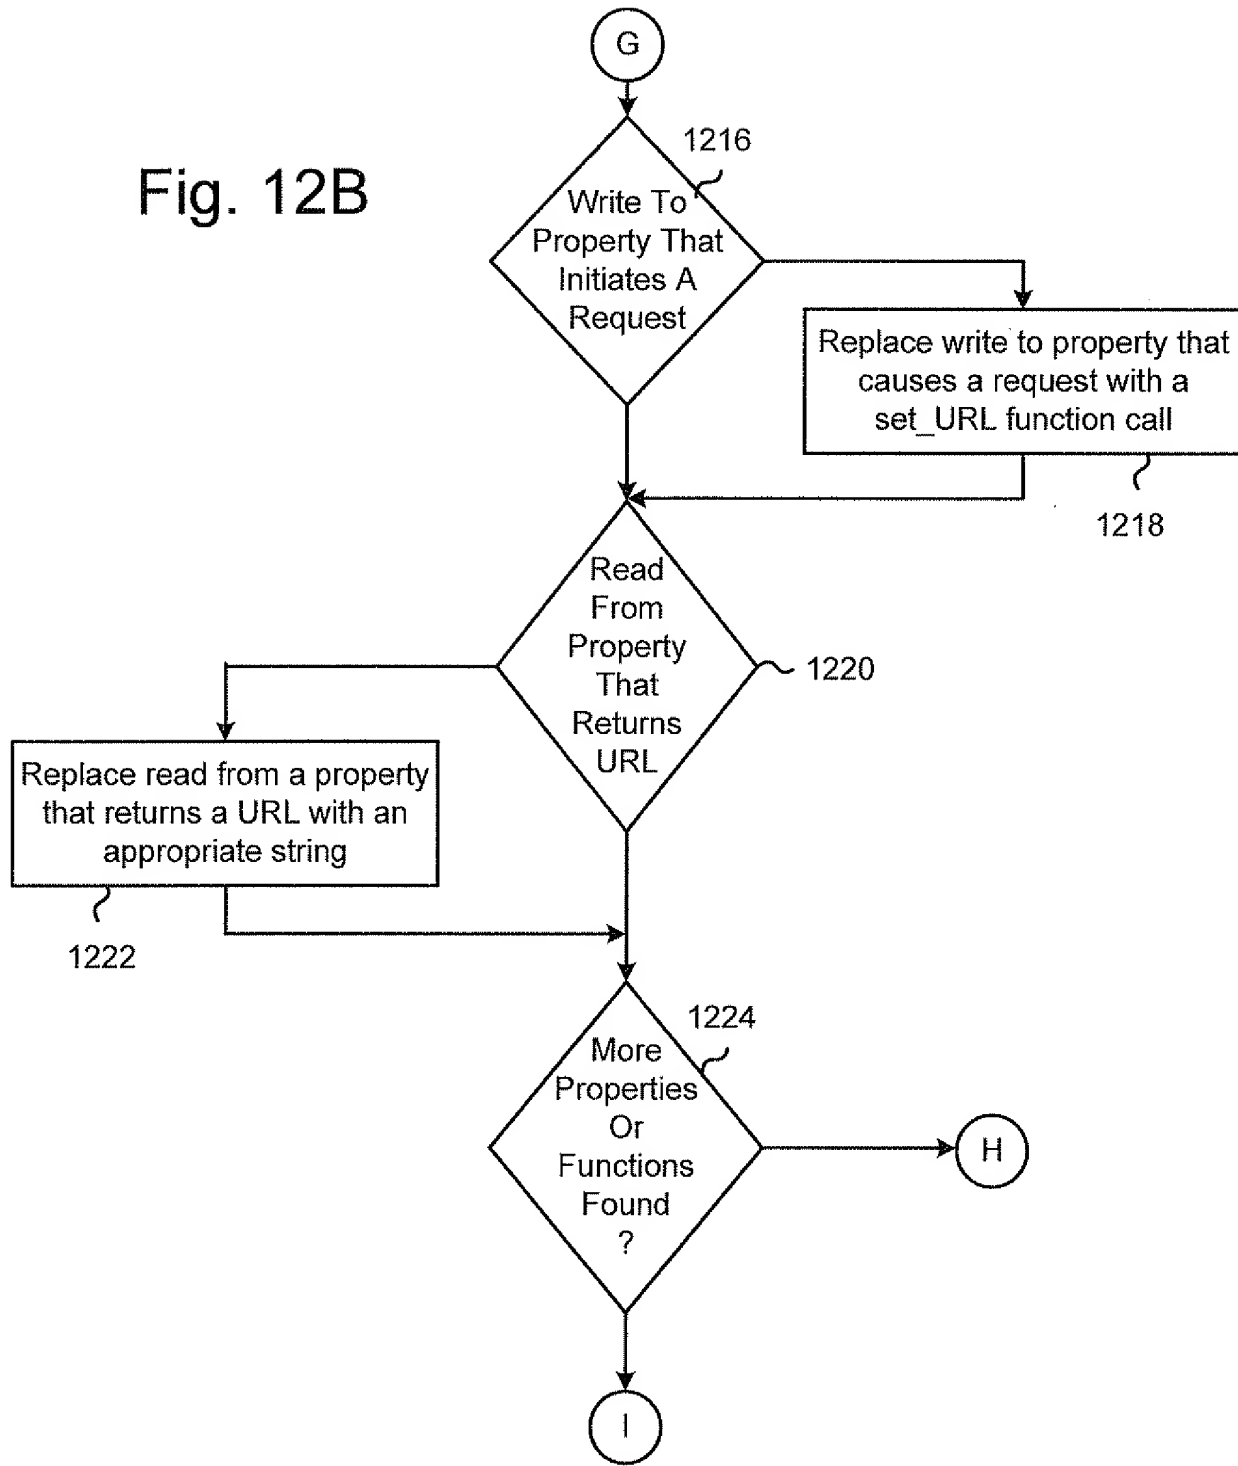 G
Fig. 12B
1216
Write To
Property That
Initiates A
Request
Replace write to property that
causes a request with a
set_URL function call
1218
Read
From
Property
That
Returns
URL
1220
Replace read from a property
that returns a URL with an
appropriate string
1222
1224
More
Properties
Or
Functions
Found
?
H
I